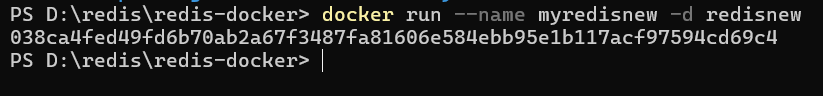 PS D:\redis\redis-docker> docker run --name myredisnew -d redisnew
038ca4fed49fd6b70ab2a67f3487fa81606e584ebb95e1b117acf97594cd69c4
PS D:\redis\redis-docker>